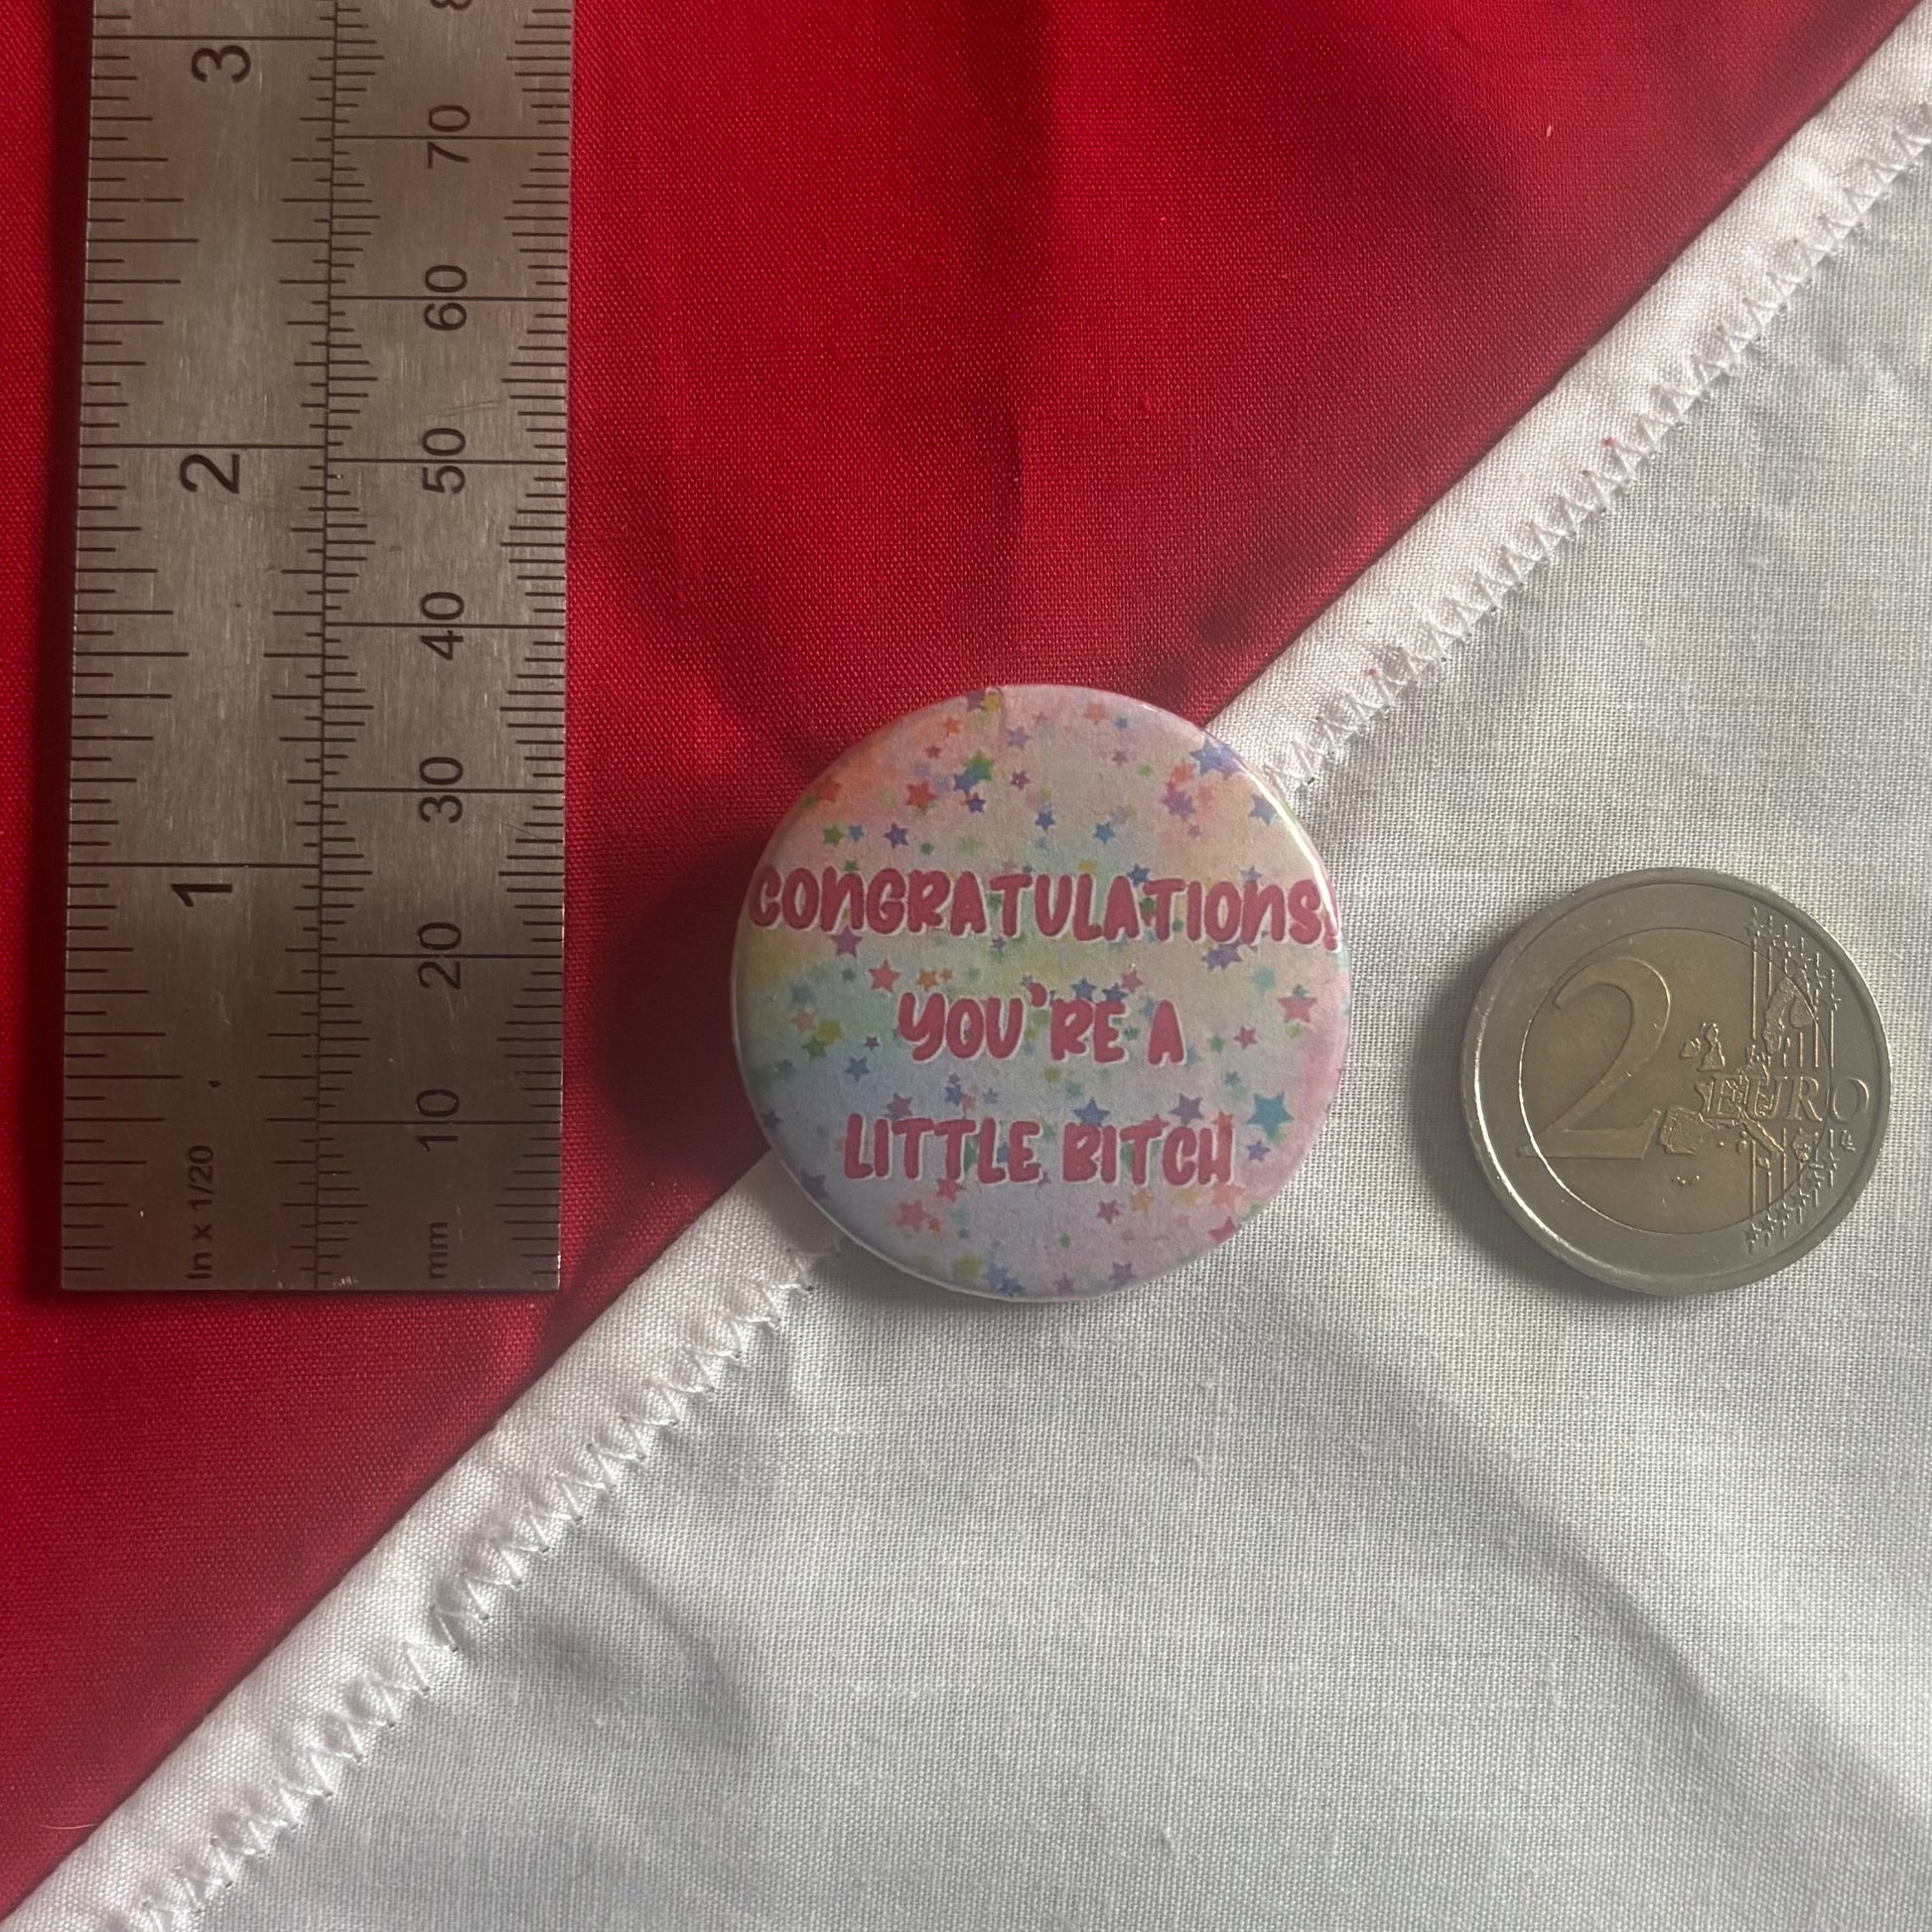 3
8
70
60
2
50
40
30
1
20
10
In x 1/20
mm
CONGRATULATIONS,
YOU'RE A
LITTLE BITCH
2 EURO